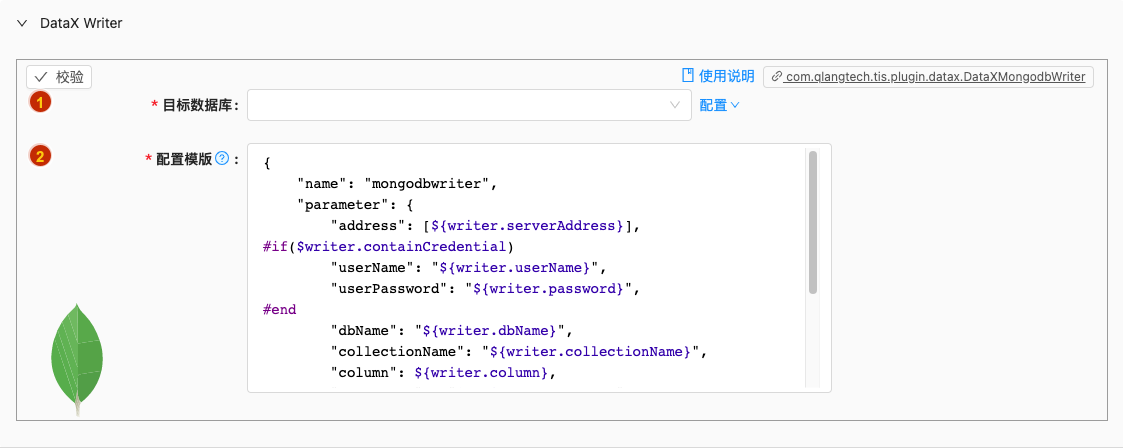 DataX Writer
校验
使用说明
com.qlangtech.tis.plugin.datax.DataXMongodbWriter
1
* 目标数据库:
配置
2
* 配置模版 ? :
{
    "name": "mongodbwriter",
    "parameter": {
        "address": [${writer.serverAddress}],
#if($writer.containCredential)
        "userName": "${writer.userName}",
        "userPassword": "${writer.password}",
#end
        "dbName": "${writer.dbName}",
        "collectionName": "${writer.collectionName}",
        "column": ${writer.column},